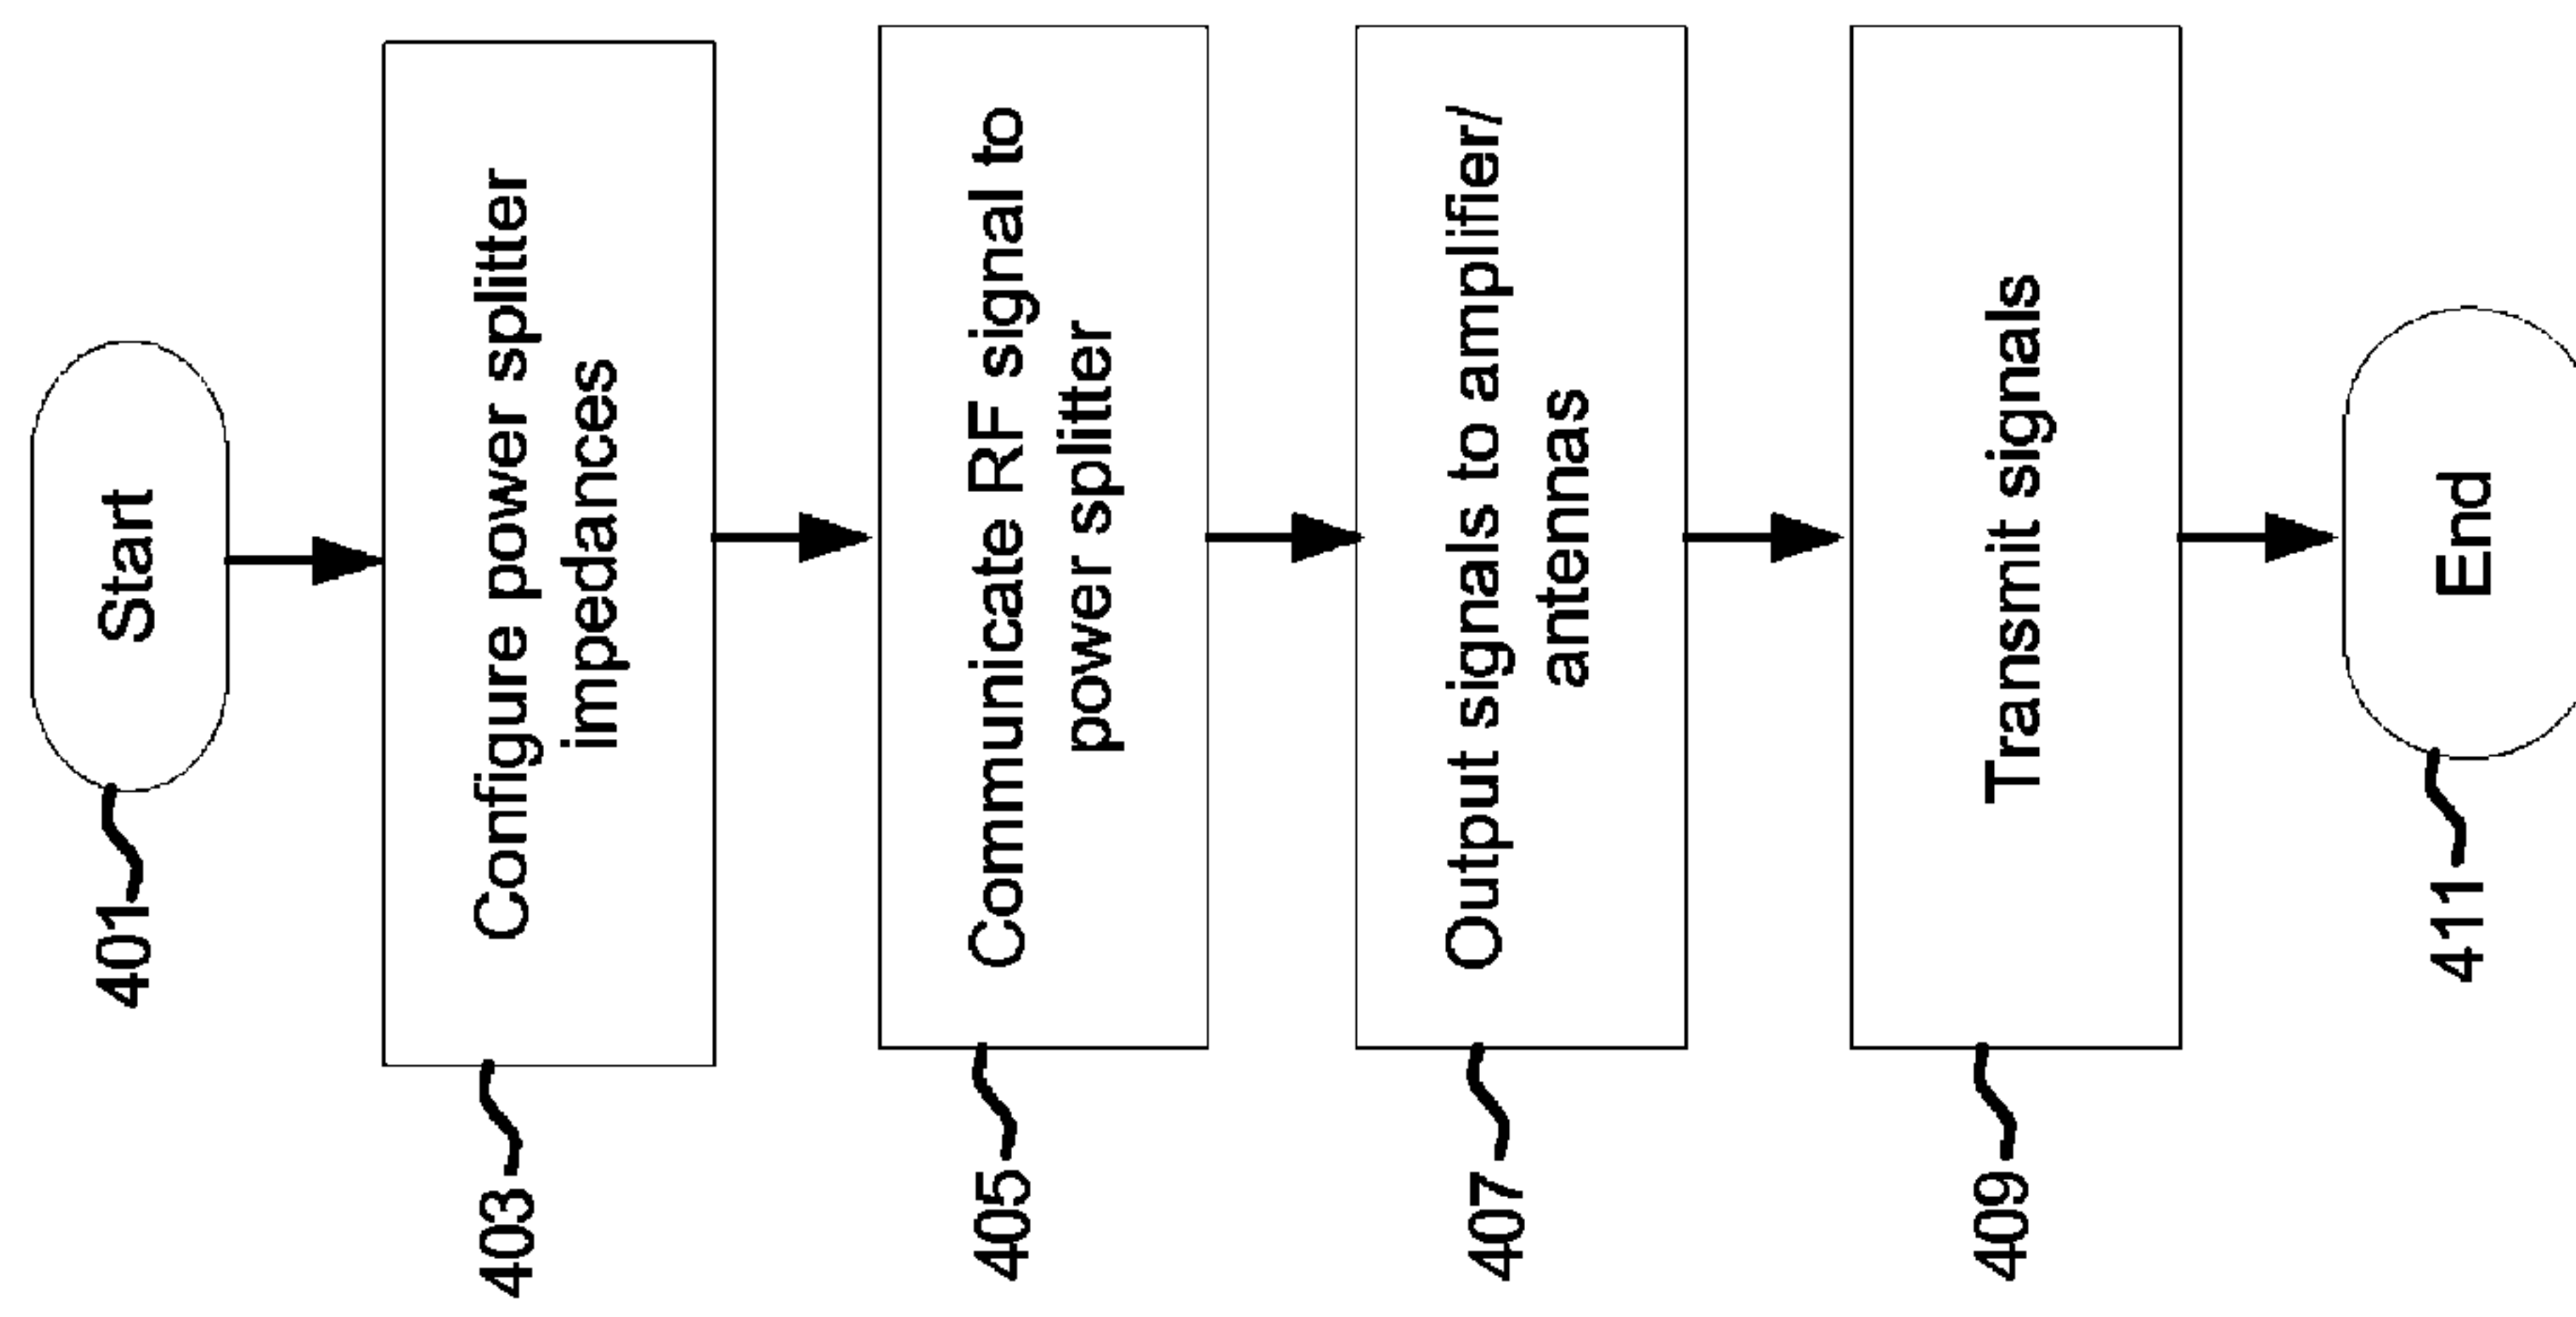 401
Start
403
Configure power splitter
impedances
405
Communicate RF signal to
power splitter
407
Output signals to amplifier/
antennas
409
Transmit signals
411
End